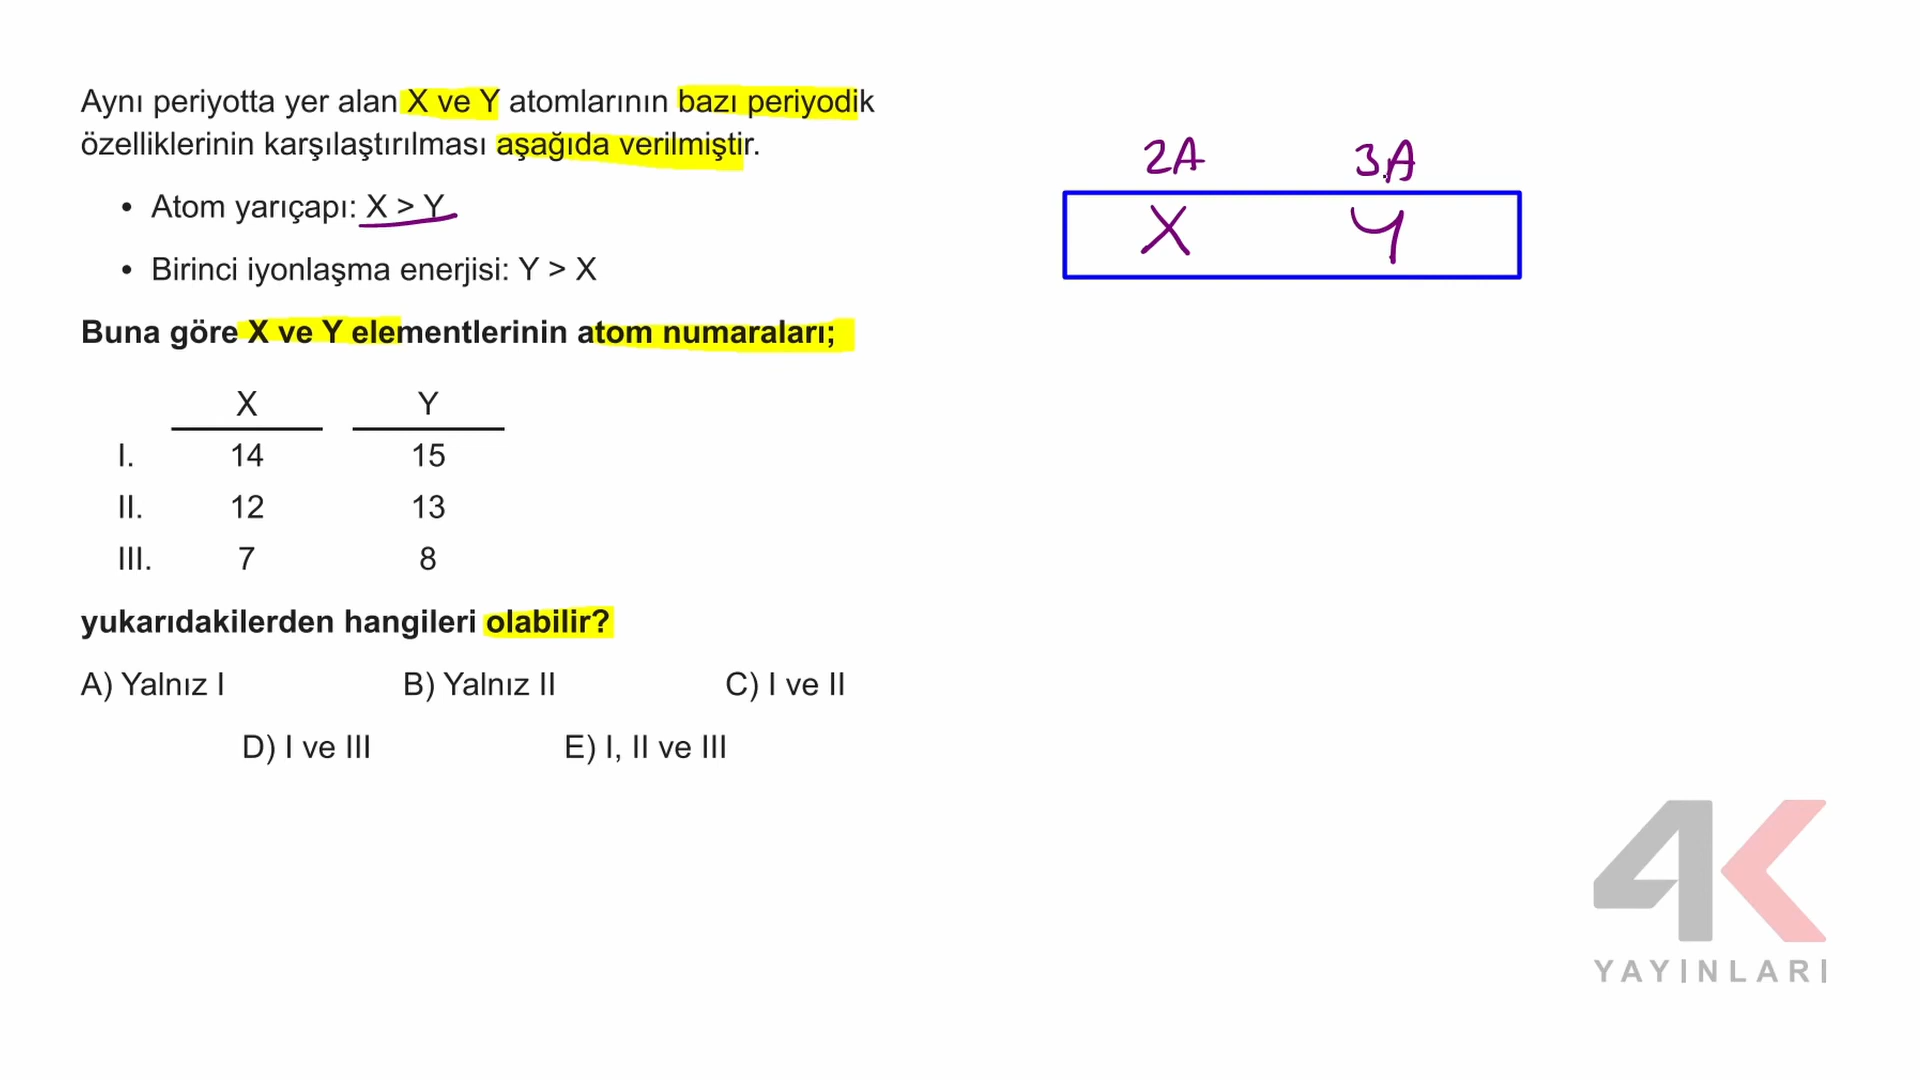 Aynı periyotta yer alan X ve Y atomlarının bazı periyodik
özelliklerinin karşılaştırılması aşağıda verilmiştir.
• Atom yarıçapı: X > Y
• Birinci iyonlaşma enerjisi: Y > X
Buna göre X ve Y elementlerinin atom numaraları;
X Y
I. 14 15
II. 12 13
III. 7 8
yukarıdakilerden hangileri olabilir?
A) Yalnız I B) Yalnız II C) I ve II
D) I ve III E) I, II ve III
2A 3A
X Y
4K
YAYINLARI